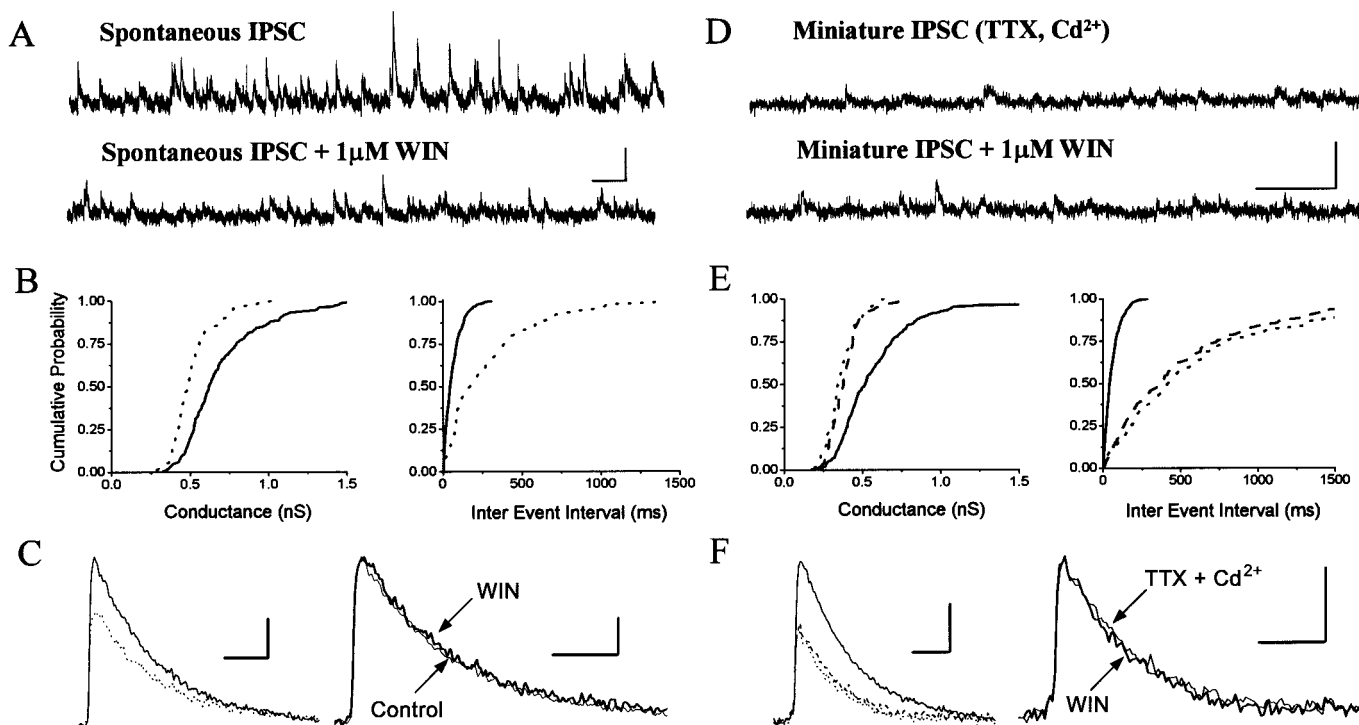 A
Spontaneous IPSC
Spontaneous IPSC + 1μM WIN
B
Cumulative Probability
1.00
0.75
0.50
0.25
0.00
0.0 0.5 1.0 1.5
Conductance (nS)
1.00
0.75
0.50
0.25
0.00
0 500 1000 1500
Inter Event Interval (ms)
C
WIN
Control
D
Miniature IPSC (TTX, Cd²⁺)
Miniature IPSC + 1μM WIN
E
1.00
0.75
0.50
0.25
0.00
0.0 0.5 1.0 1.5
Conductance (nS)
1.00
0.75
0.50
0.25
0.00
0 500 1000 1500
Inter Event Interval (ms)
F
TTX + Cd²⁺
WIN